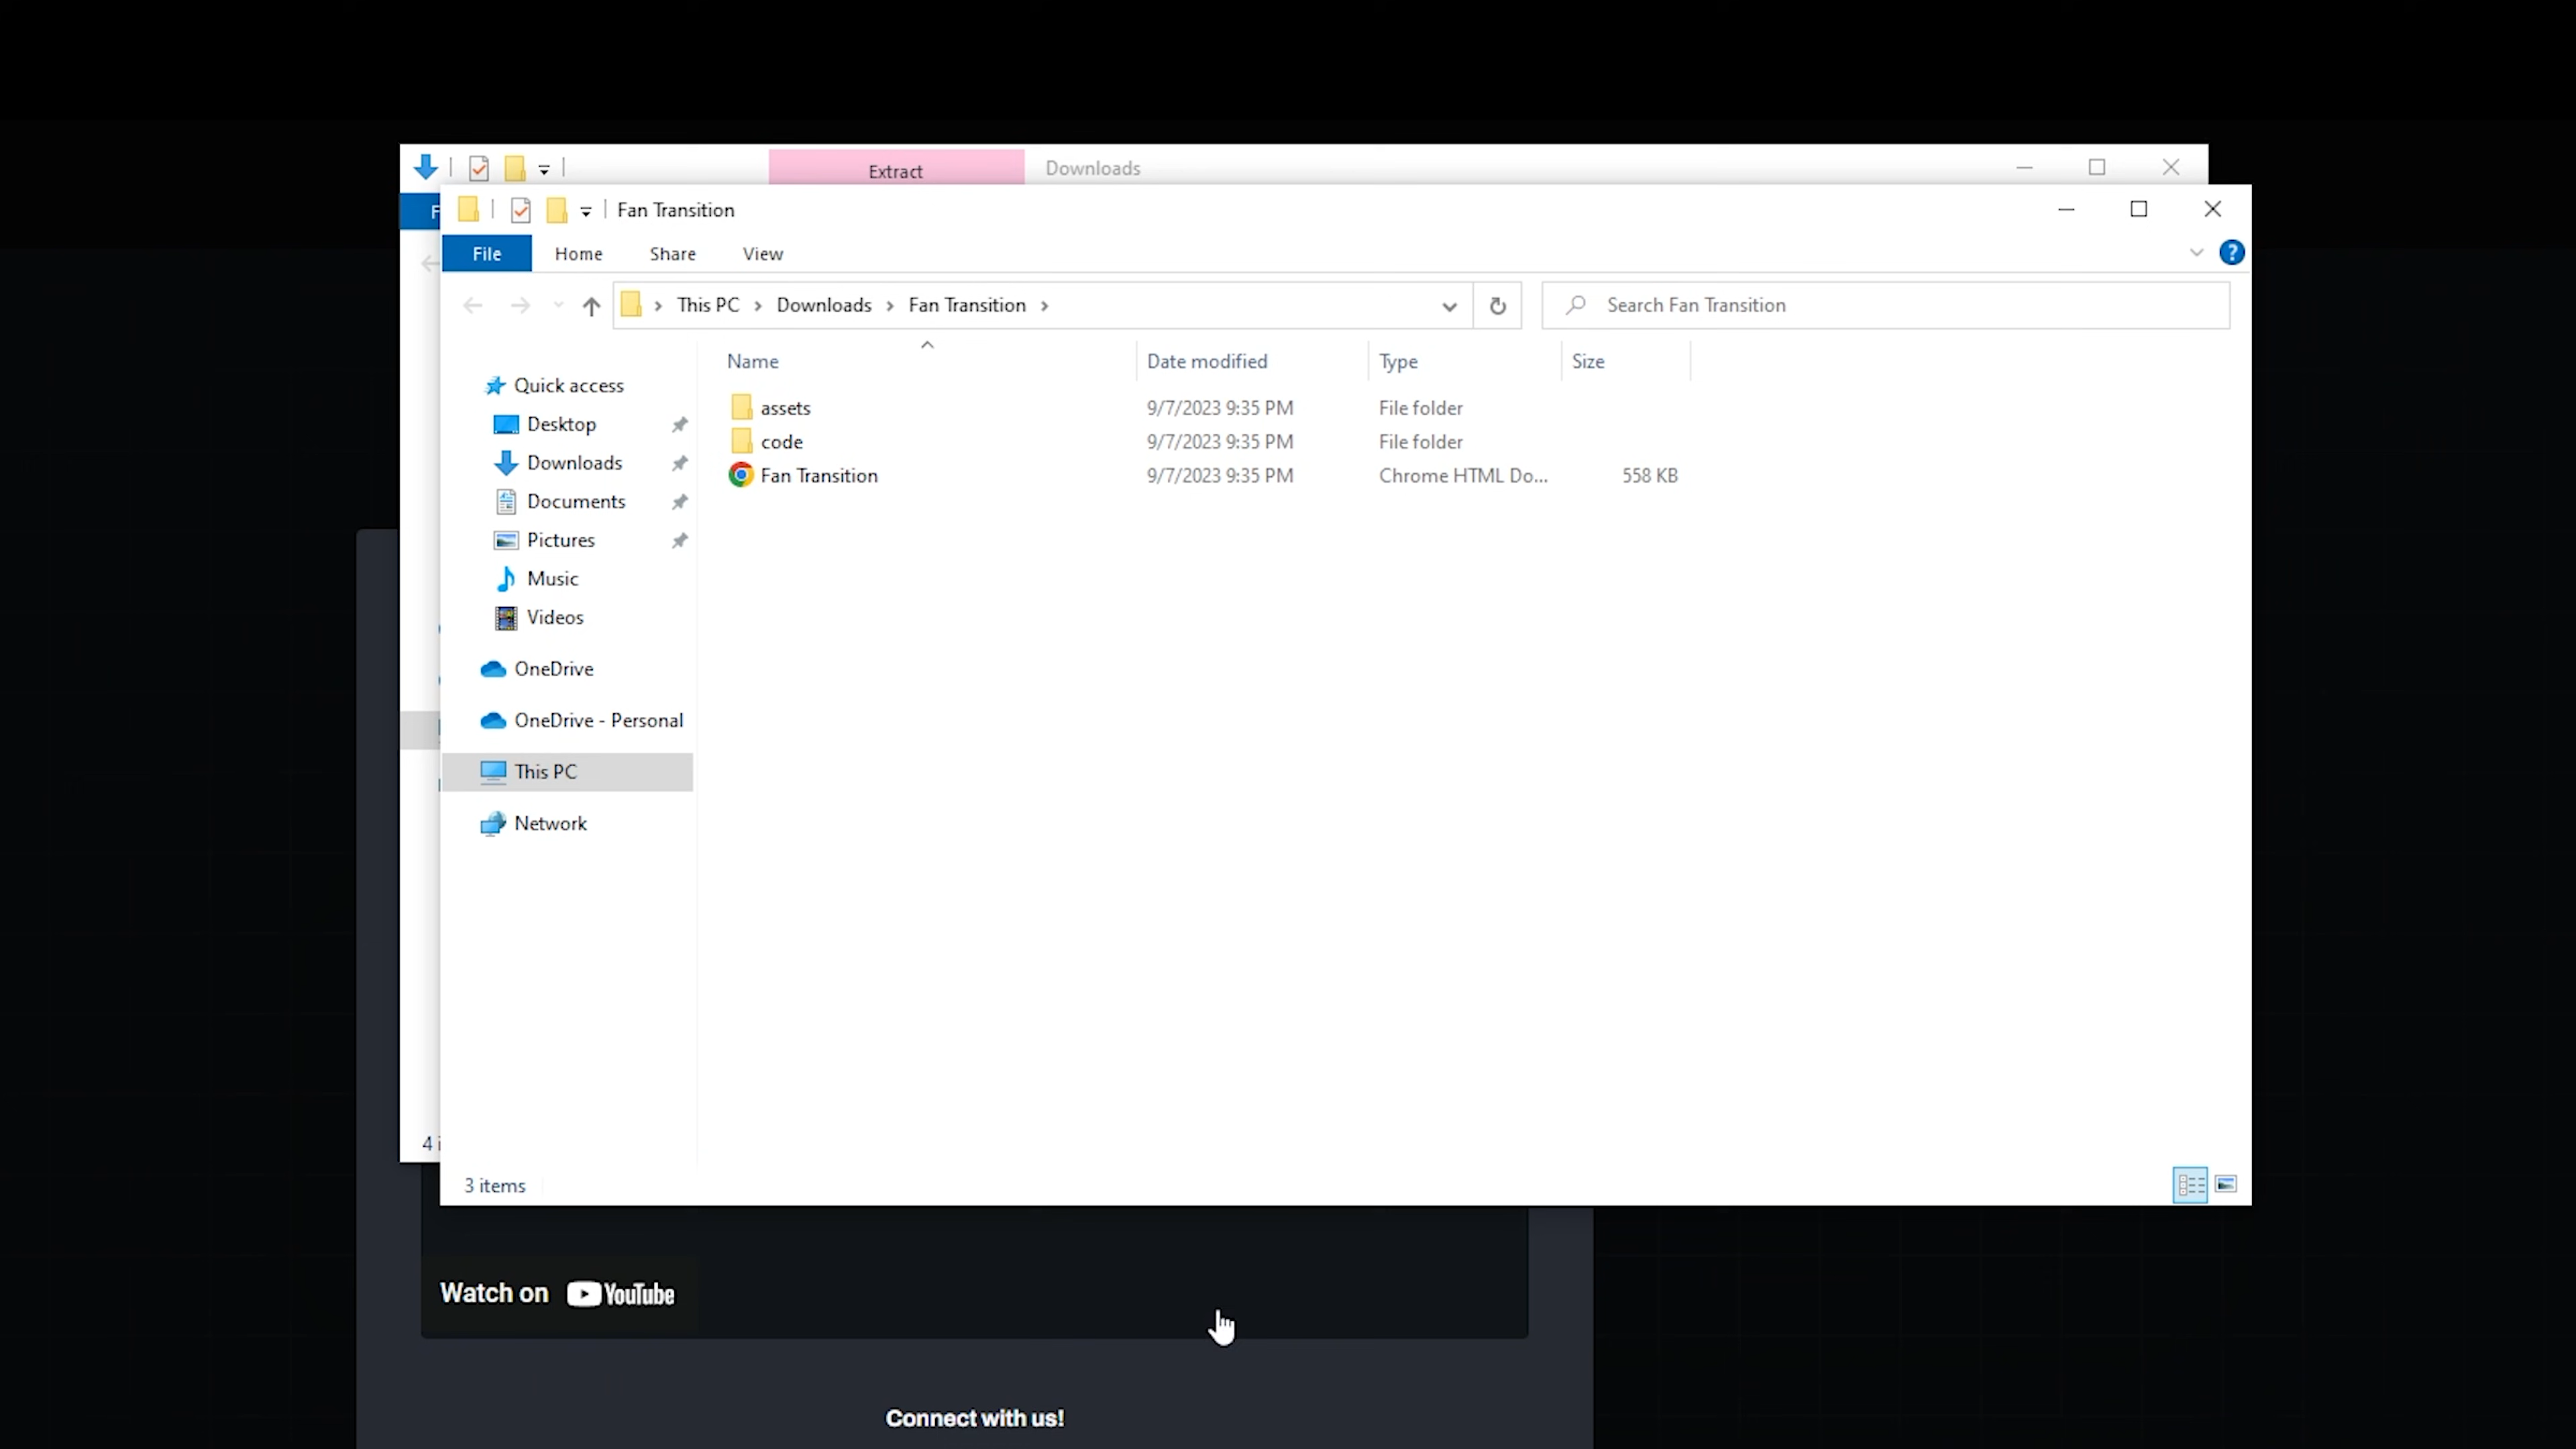 Extract
Downloads
F
Fan Transition
File
Home
Share
View
?
This PC
Downloads
Fan Transition
Search Fan Transition
Name
Date modified
Type
Size
Quick access
Desktop
Downloads
Documents
Pictures
Music
Videos
OneDrive
OneDrive - Personal
This PC
Network
assets 9/7/2023 9:35 PM File folder
code 9/7/2023 9:35 PM File folder
Fan Transition 9/7/2023 9:35 PM Chrome HTML Do... 558 KB
4 i
3 items
Watch on YouTube
Connect with us!